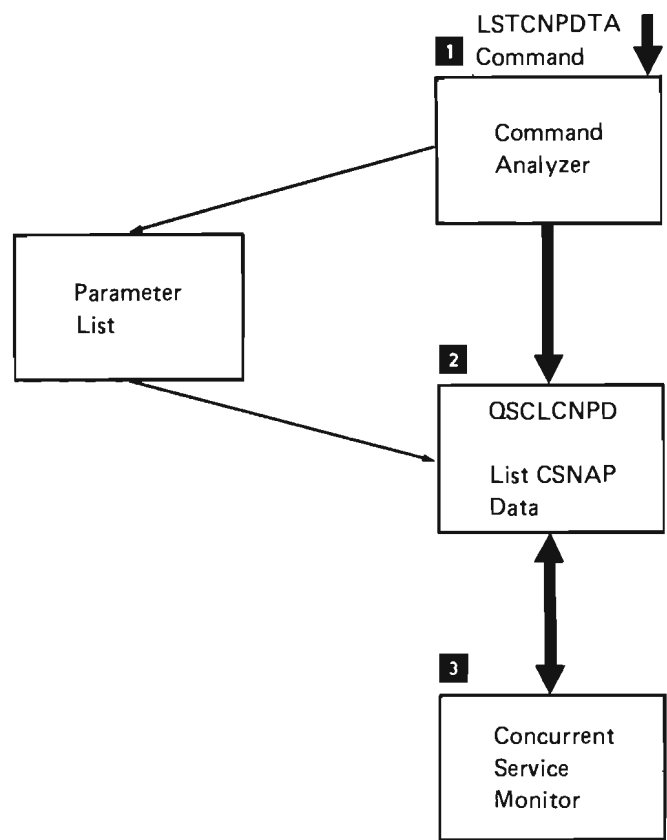 LSTCNPDTA
1 Command
Command
Analyzer
Parameter
List
2
QSCLCNPD
List CSNAP
Data
3
Concurrent
Service
Monitor